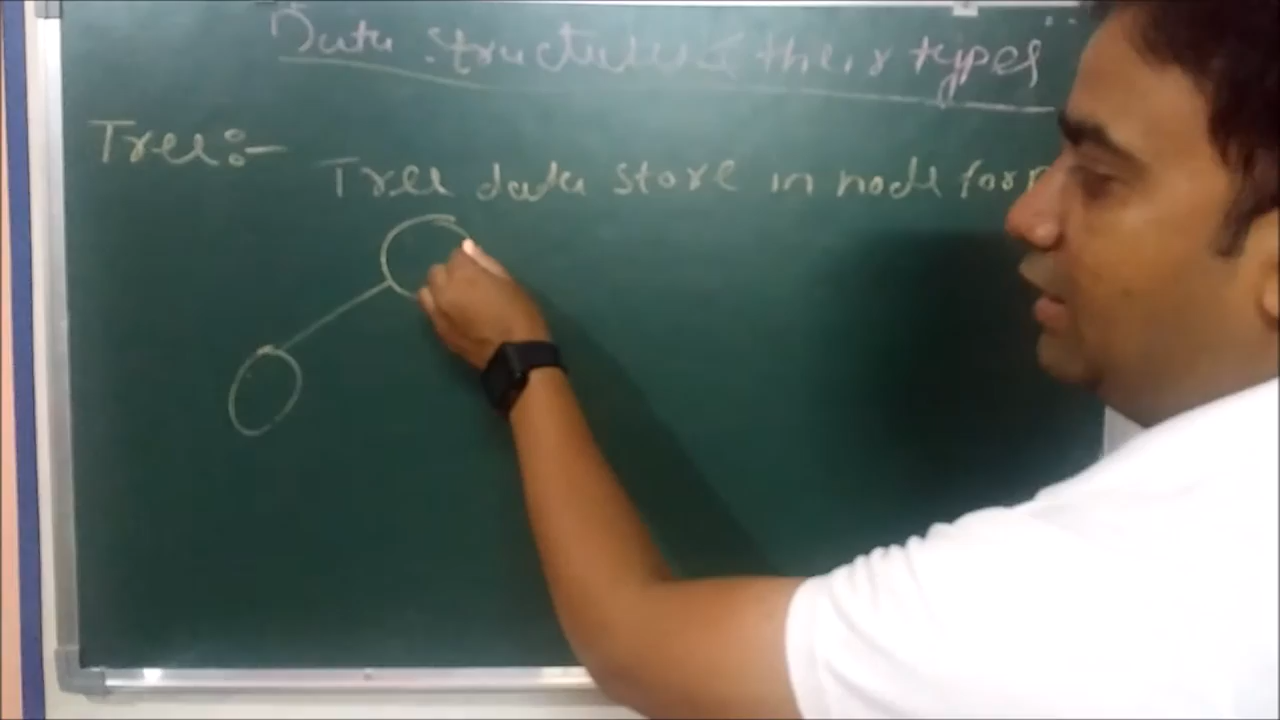 Data structure & their types
Tree:-
Tree data store in node for